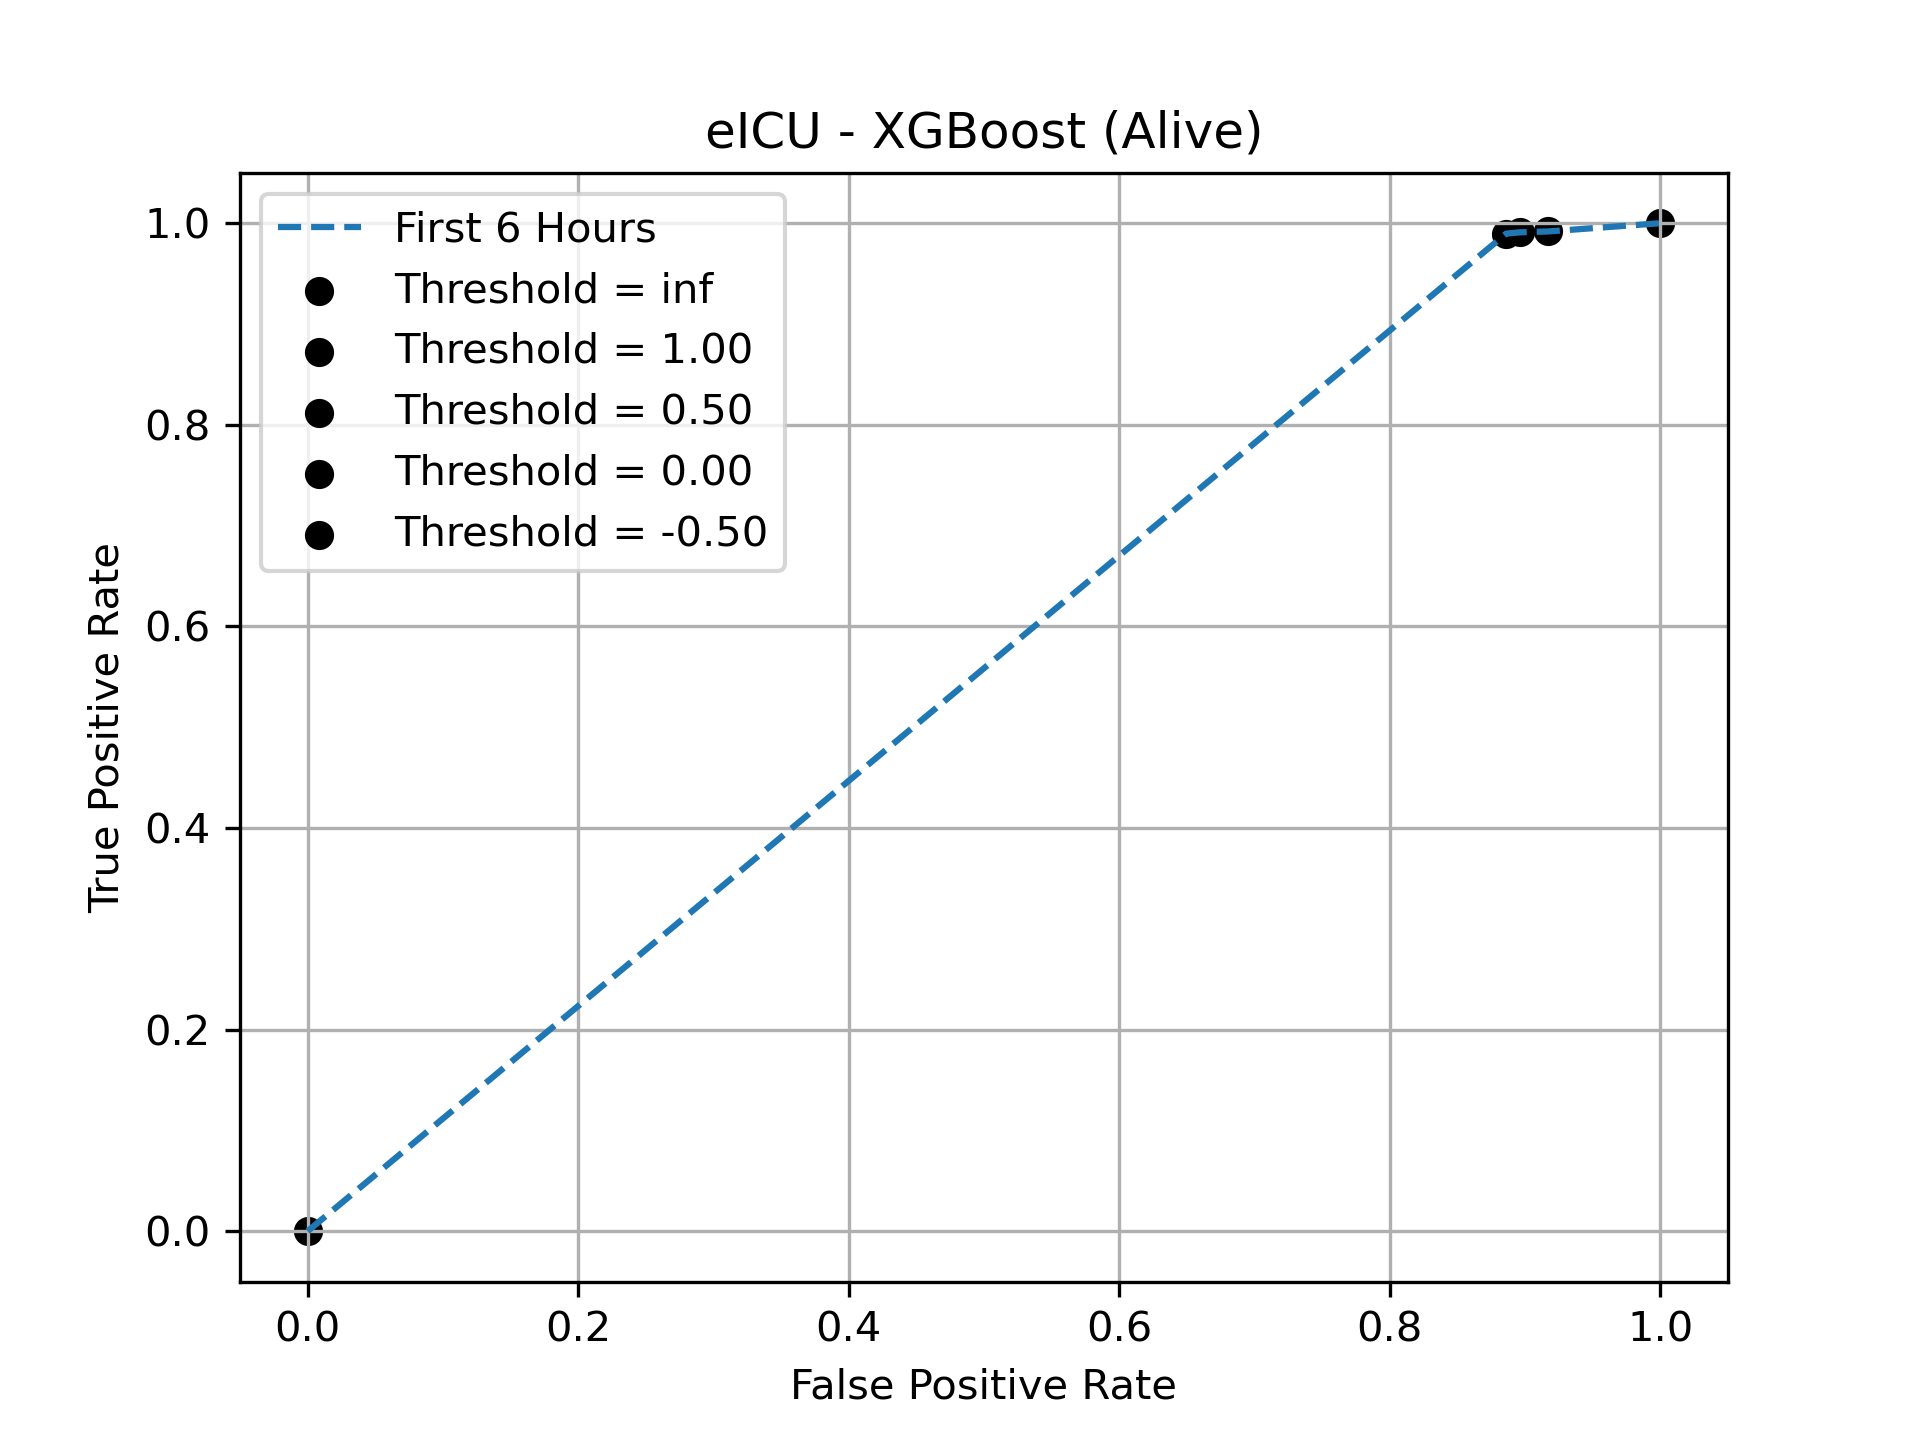 eICU - XGBoost (Alive)
First 6 Hours
Threshold = inf
Threshold = 1.00
Threshold = 0.50
Threshold = 0.00
Threshold = -0.50
True Positive Rate
1.0
0.8
0.6
0.4
0.2
0.0
0.0 0.2 0.4 0.6 0.8 1.0
False Positive Rate